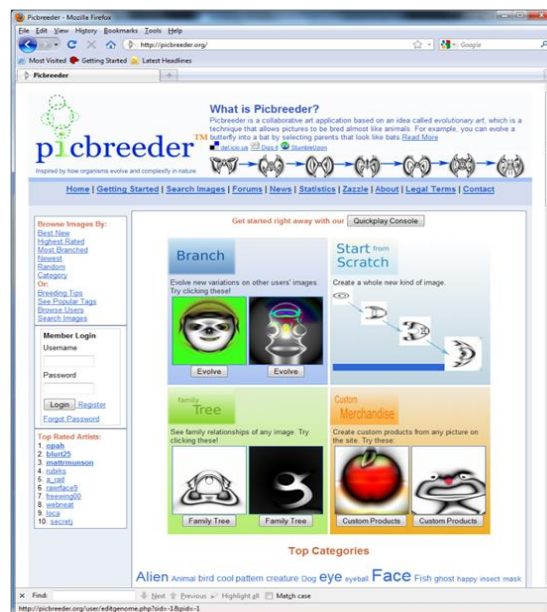 Picbreeder - Mozilla Firefox
File Edit View History Bookmarks Tools Help
http://picbreeder.org/
Google
Most Visited Getting Started Latest Headlines
Picbreeder
picbreeder™
Inspired by how organisms evolve and complexify in nature
What is Picbreeder?
Picbreeder is a collaborative art application based on an idea called evolutionary art, which is a
technique that allows pictures to be bred almost like animals. For example, you can evolve a
butterfly into a bat by selecting parents that look like bats. Read More
del.icio.us Digg it StumbleUpon
Home | Getting Started | Search Images | Forums | News | Statistics | Zazzle | About | Legal Terms | Contact
Browse Images By:
Best New
Highest Rated
Most Branched
Newest
Random
Category
Or:
Breeding Tips
See Popular Tags
Browse Users
Search Images
Member Login
Username
Password
Login Register
Forgot Password
Top Rated Artists:
1. opah
2. blurt25
3. mattrmunson
4. rubiks
5. a_rad
6. rawrface9
7. freewing00
8. webneat
9. loca
10. secretj
Get started right away with our Quickplay Console
Branch
Evolve new variations on other users' images.
Try clicking these!
Evolve Evolve
Start from
Scratch
Create a whole new kind of image.
family
Tree
See family relationships of any image. Try
clicking these!
Family Tree Family Tree
Custom
Merchandise
Create custom products from any picture on
the site. Try these:
Custom Products Custom Products
Top Categories
Alien Animal bird cool pattern creature Dog eye eyeball Face Fish ghost happy insect mask
Find: Next Previous Highlight all Match case
http://picbreeder.org/user/editgenome.php?sid=-1&pid=-1